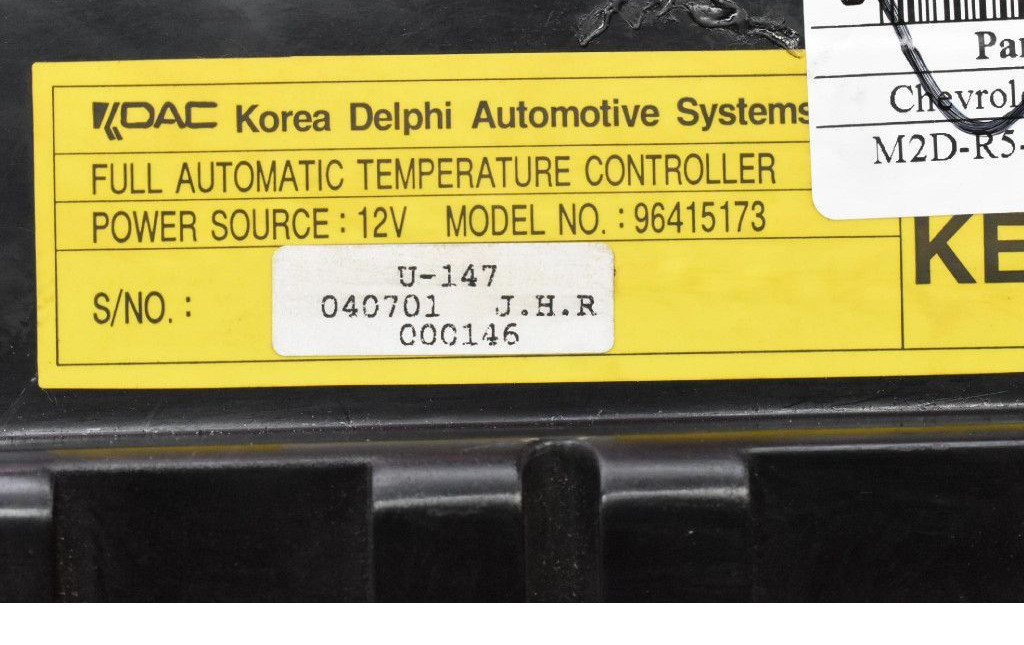 KDAC Korea Delphi Automotive Systems
FULL AUTOMATIC TEMPERATURE CONTROLLER
POWER SOURCE : 12V MODEL NO. : 96415173
S/NO. :
U-147
040701 J.H.R
000146
KE
Par
Chevrole
M2D-R5-